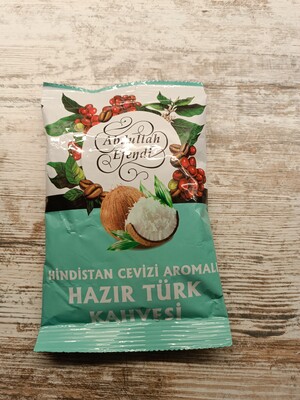 Abdullah
Efendi
HİNDİSTAN CEVİZİ AROMALI
HAZIR TÜRK
KAHVESİ